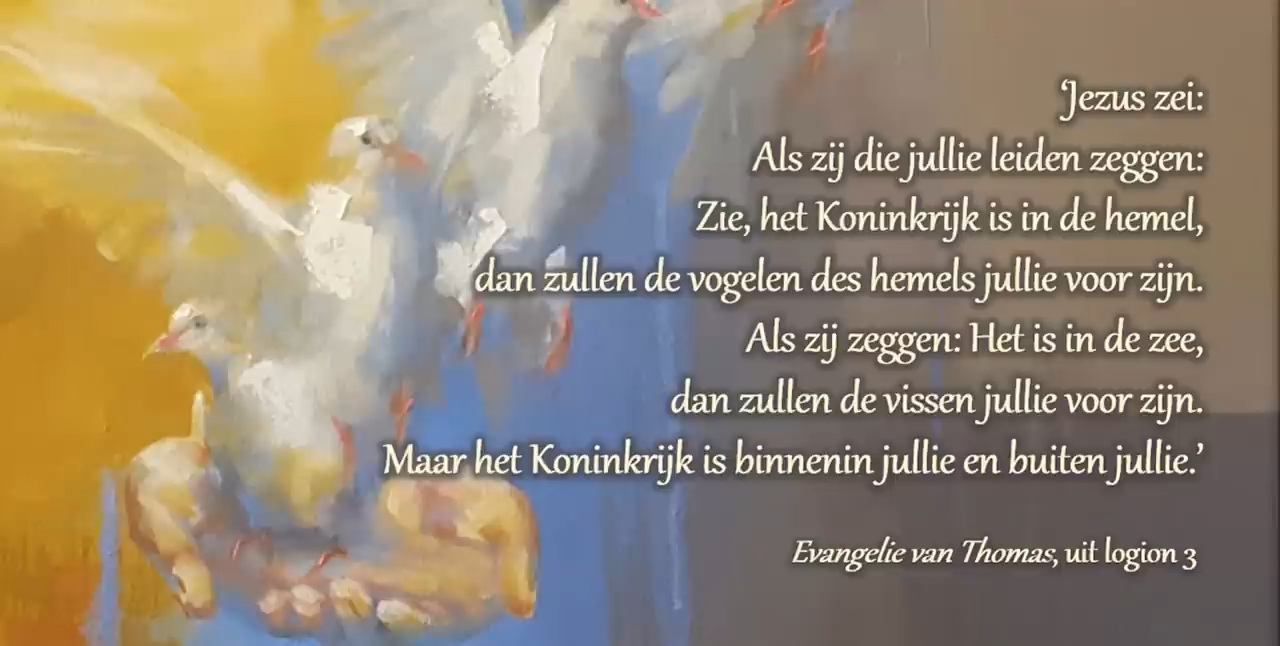 ‘Jezus zei:
Als zij die jullie leiden zeggen:
Zie, het Koninkrijk is in de hemel,
dan zullen de vogelen des hemels jullie voor zijn.
Als zij zeggen: Het is in de zee,
dan zullen de vissen jullie voor zijn.
Maar het Koninkrijk is binnenin jullie en buiten jullie.’
Evangelie van Thomas, uit logion 3